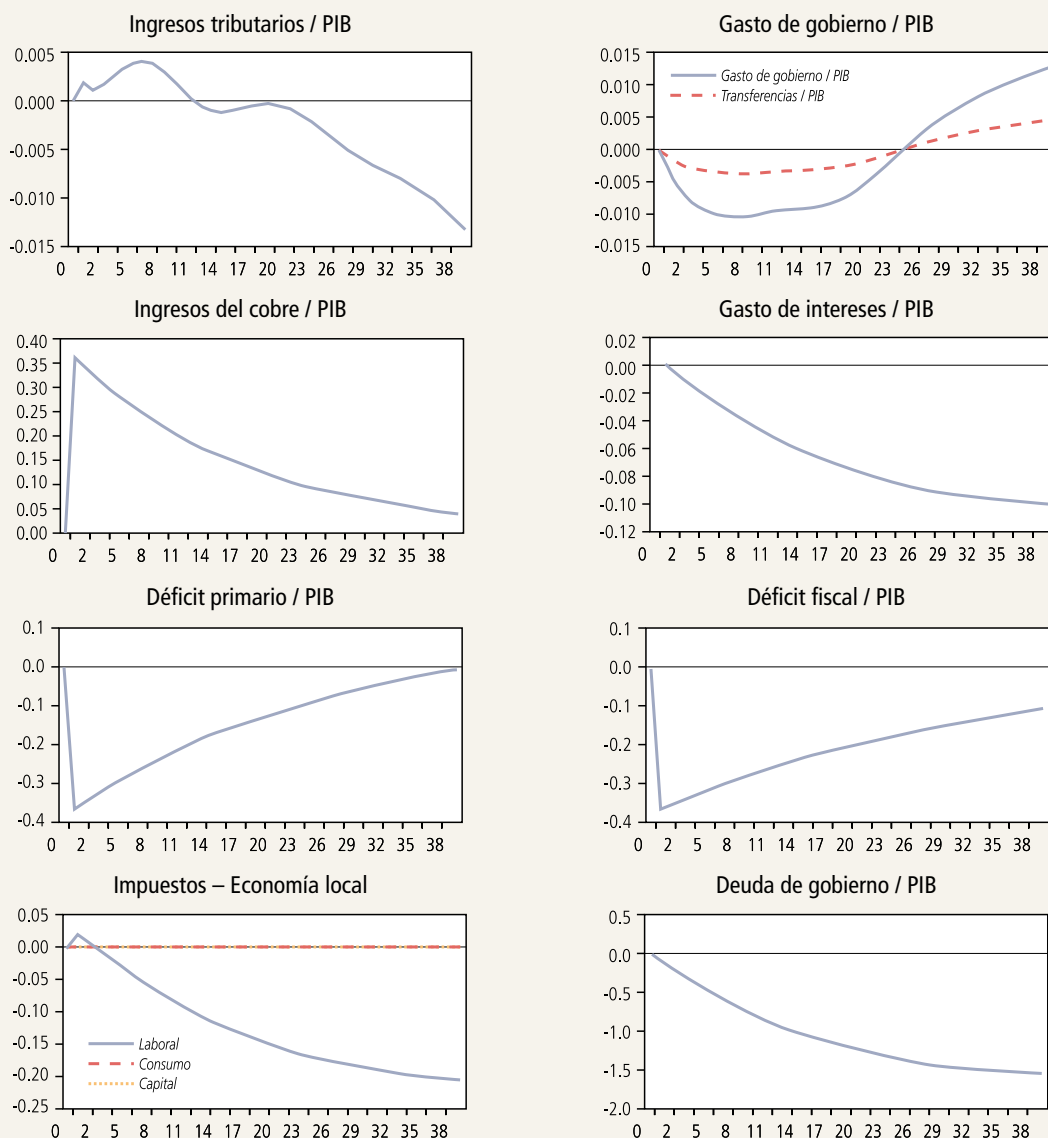 Ingresos tributarios / PIB
0.005
0.000
-0.005
-0.010
-0.015
0 2 5 8 11 14 17 20 23 26 29 32 35 38
Gasto de gobierno / PIB
0.015
0.010
0.005
0.000
-0.005
-0.010
-0.015
Gasto de gobierno / PIB
Transferencias / PIB
0 2 5 8 11 14 17 20 23 26 29 32 35 38
Ingresos del cobre / PIB
0.40
0.35
0.30
0.25
0.20
0.15
0.10
0.05
0.00
0 2 5 8 11 14 17 20 23 26 29 32 35 38
Gasto de intereses / PIB
0.02
0.00
-0.02
-0.04
-0.06
-0.08
-0.10
-0.12
0 2 5 8 11 14 17 20 23 26 29 32 35 38
Déficit primario / PIB
0.1
0.0
-0.1
-0.2
-0.3
-0.4
0 2 5 8 11 14 17 20 23 26 29 32 35 38
Déficit fiscal / PIB
0.1
0.0
-0.1
-0.2
-0.3
-0.4
0 2 5 8 11 14 17 20 23 26 29 32 35 38
Impuestos – Economía local
0.05
0.00
-0.05
-0.10
-0.15
-0.20
-0.25
Laboral
Consumo
Capital
0 2 5 8 11 14 17 20 23 26 29 32 35 38
Deuda de gobierno / PIB
0.5
0.0
-0.5
-1.0
-1.5
-2.0
0 2 5 8 11 14 17 20 23 26 29 32 35 38